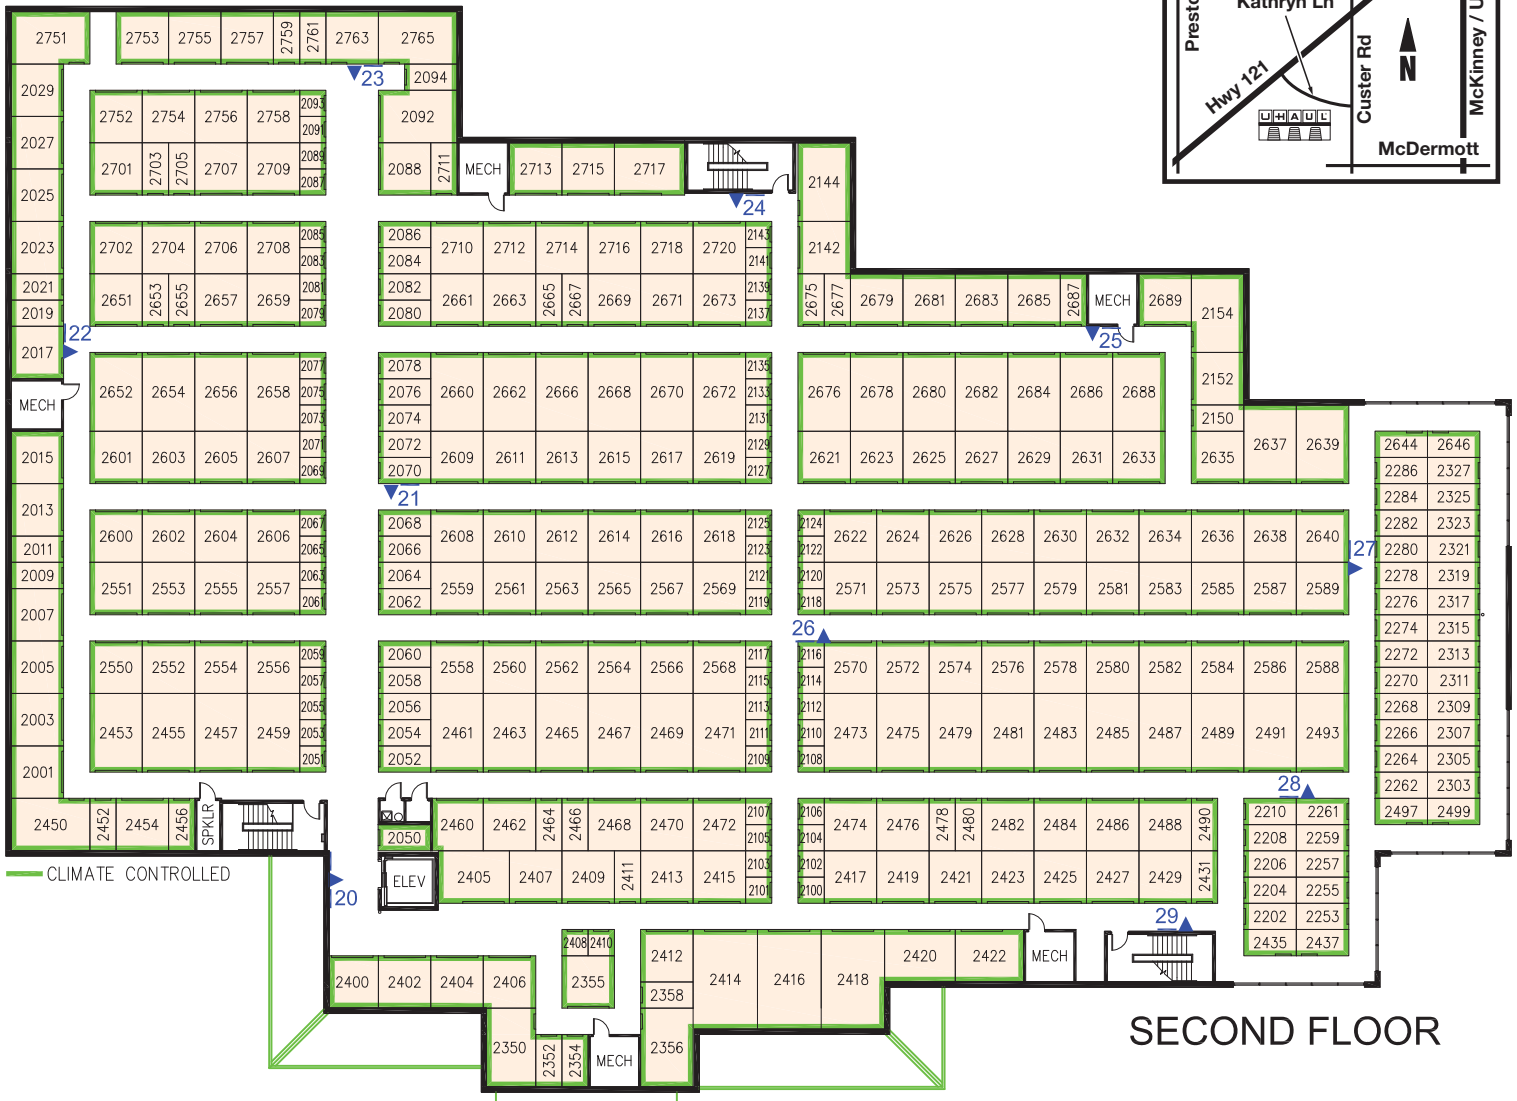 Presto
Kathryn Ln
Hwy 121
Custer Rd
N
McKinney / U
U-HAUL
McDermott
2751 2753 2755 2757 2759 2761 2763 2765
2029 23 2094
2752 2754 2756 2758 2093 2092
2091
2027
2701 2703 2705 2707 2709 2089 2088 2711 MECH 2713 2715 2717
2087 2144
2025
24
2023 2702 2704 2706 2708 2085 2086 2710 2712 2714 2716 2718 2720 2143 2142
2083 2084 2141
2021 2651 2653 2655 2657 2659 2081 2082 2661 2663 2665 2667 2669 2671 2673 2139 2675 2677 2679 2681 2683 2685 2687 MECH 2689 2154
2019 2079 2080 2137
22 25
2017
2652 2654 2656 2658 2077 2078 2660 2662 2666 2668 2670 2672 2135 2676 2678 2680 2682 2684 2686 2688 2152
2075 2076 2133
MECH 2073 2074 2131 2150
2015 2601 2603 2605 2607 2071 2072 2609 2611 2613 2615 2617 2619 2129 2621 2623 2625 2627 2629 2631 2633 2635 2637 2639 2644 2646
2069 2070 2127 2286 2327
21 2284 2325
2013
2600 2602 2604 2606 2067 2068 2608 2610 2612 2614 2616 2618 2125 2124 2622 2624 2626 2628 2630 2632 2634 2636 2638 2640 2282 2323
2011 2065 2066 2123 2122 27 2280 2321
2009 2551 2553 2555 2557 2063 2064 2559 2561 2563 2565 2567 2569 2121 2120 2571 2573 2575 2577 2579 2581 2583 2585 2587 2589 2278 2319
2007 2061 2062 2119 2118 2276 2317
26 2274 2315
2005 2550 2552 2554 2556 2059 2060 2558 2560 2562 2564 2566 2568 2117 2116 2570 2572 2574 2576 2578 2580 2582 2584 2586 2588 2272 2313
2057 2058 2115 2114 2270 2311
2003 2453 2455 2457 2459 2055 2056 2461 2463 2465 2467 2469 2471 2113 2112 2473 2475 2479 2481 2483 2485 2487 2489 2491 2493 2268 2309
2053 2054 2111 2110 2266 2307
2001 2051 2052 2109 2108 2264 2305
28 2262 2303
2450 2452 2454 2456 SPKLR 2050 2460 2462 2464 2466 2468 2470 2472 2107 2106 2474 2476 2478 2480 2482 2484 2486 2488 2490 2210 2261 2497 2499
2105 2104 2208 2259
CLIMATE CONTROLLED ELEV 2405 2407 2409 2411 2413 2415 2103 2102 2417 2419 2421 2423 2425 2427 2429 2431 2206 2257
20 2101 2100 2204 2255
29 2202 2253
2408 2410 2412 2420 2422 MECH 2435 2437
2400 2402 2404 2406 2355 2358 2414 2416 2418
2350 2352 2354 MECH 2356
SECOND FLOOR